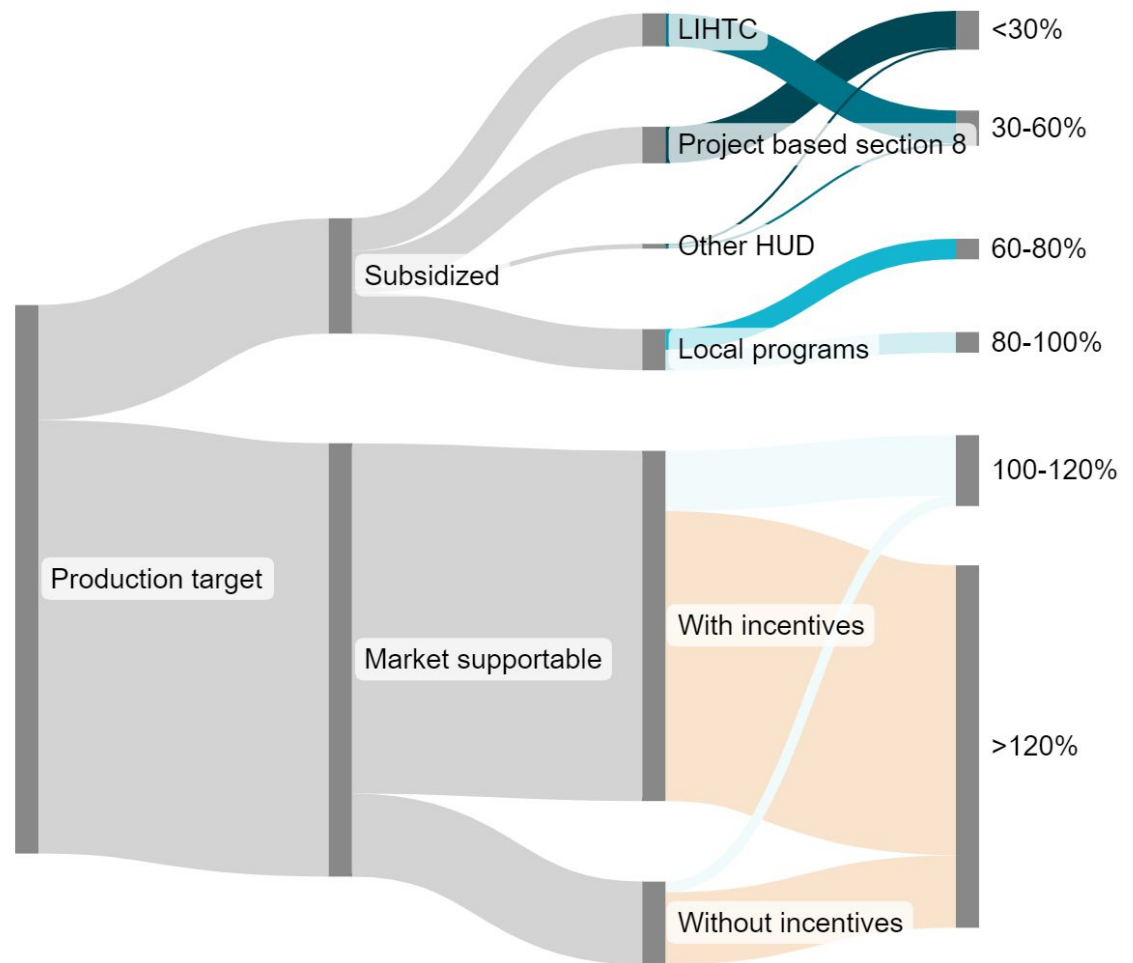 LIHTC
<30%
30-60%
Project based section 8
Other HUD
60-80%
Subsidized
Local programs
80-100%
100-120%
Production target
With incentives
Market supportable
>120%
Without incentives